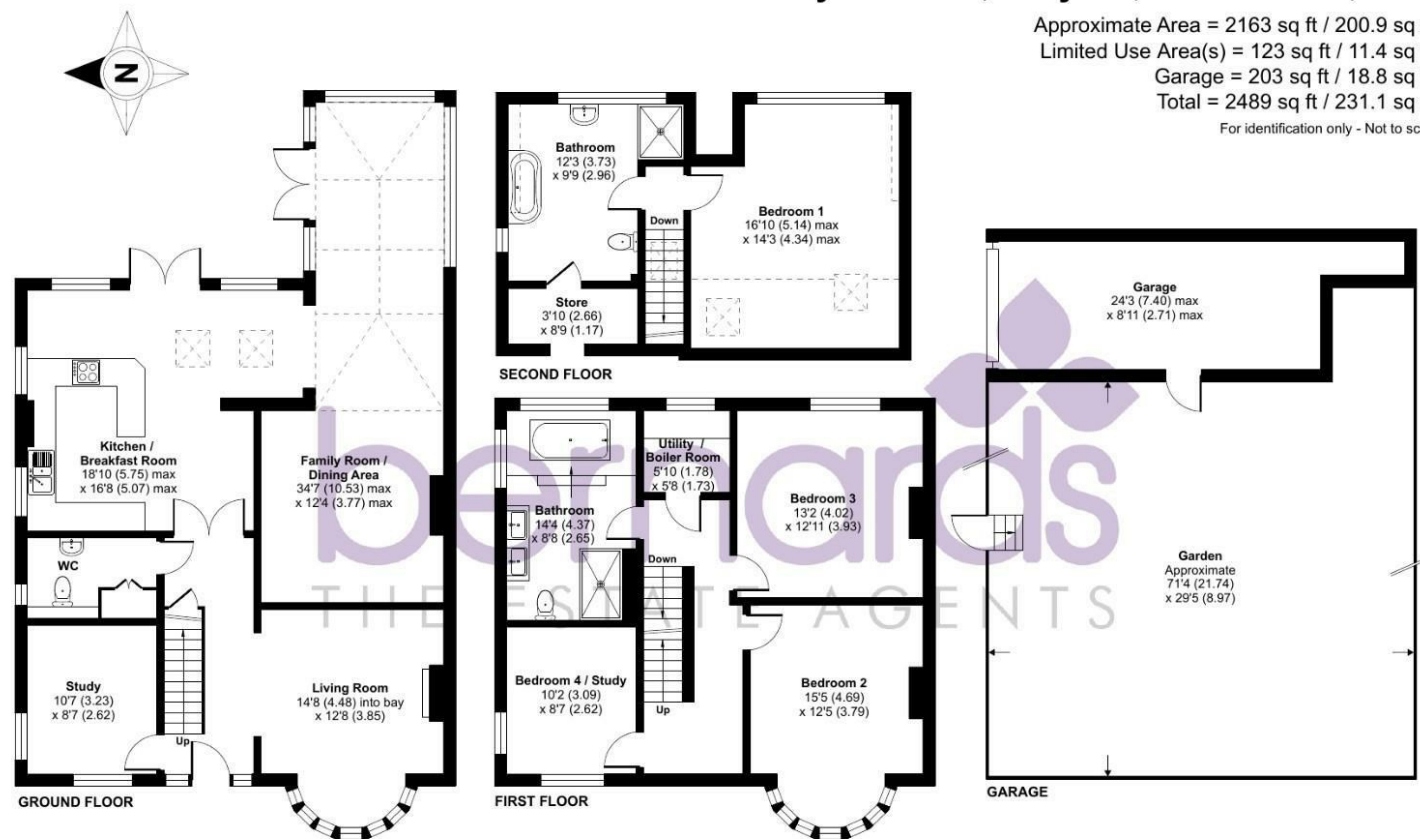 Approximate Area = 2163 sq ft / 200.9 sq
Limited Use Area(s) = 123 sq ft / 11.4 sq
Garage = 203 sq ft / 18.8 sq
Total = 2489 sq ft / 231.1 sq
For identification only - Not to sc
N
Bathroom
12'3 (3.73)
x 9'9 (2.96)
Down
Bedroom 1
16'10 (5.14) max
x 14'3 (4.34) max
Store
3'10 (2.66)
x 8'9 (1.17)
SECOND FLOOR
Garage
24'3 (7.40) max
x 8'11 (2.71) max
Kitchen /
Breakfast Room
18'10 (5.75) max
x 16'8 (5.07) max
Family Room /
Dining Area
34'7 (10.53) max
x 12'4 (3.77) max
WC
Study
10'7 (3.23)
x 8'7 (2.62)
Up
Living Room
14'8 (4.48) into bay
x 12'8 (3.85)
GROUND FLOOR
Utility /
Boiler Room
5'10 (1.78)
x 5'8 (1.73)
Bathroom
14'4 (4.37)
x 8'8 (2.65)
Bedroom 3
13'2 (4.02)
x 12'11 (3.93)
Down
Bedroom 4 / Study
10'2 (3.09)
x 8'7 (2.62)
Up
Bedroom 2
15'5 (4.69)
x 12'5 (3.79)
FIRST FLOOR
Garden
Approximate
71'4 (21.74)
x 29'5 (8.97)
GARAGE
bernards
THE ESTATE AGENTS